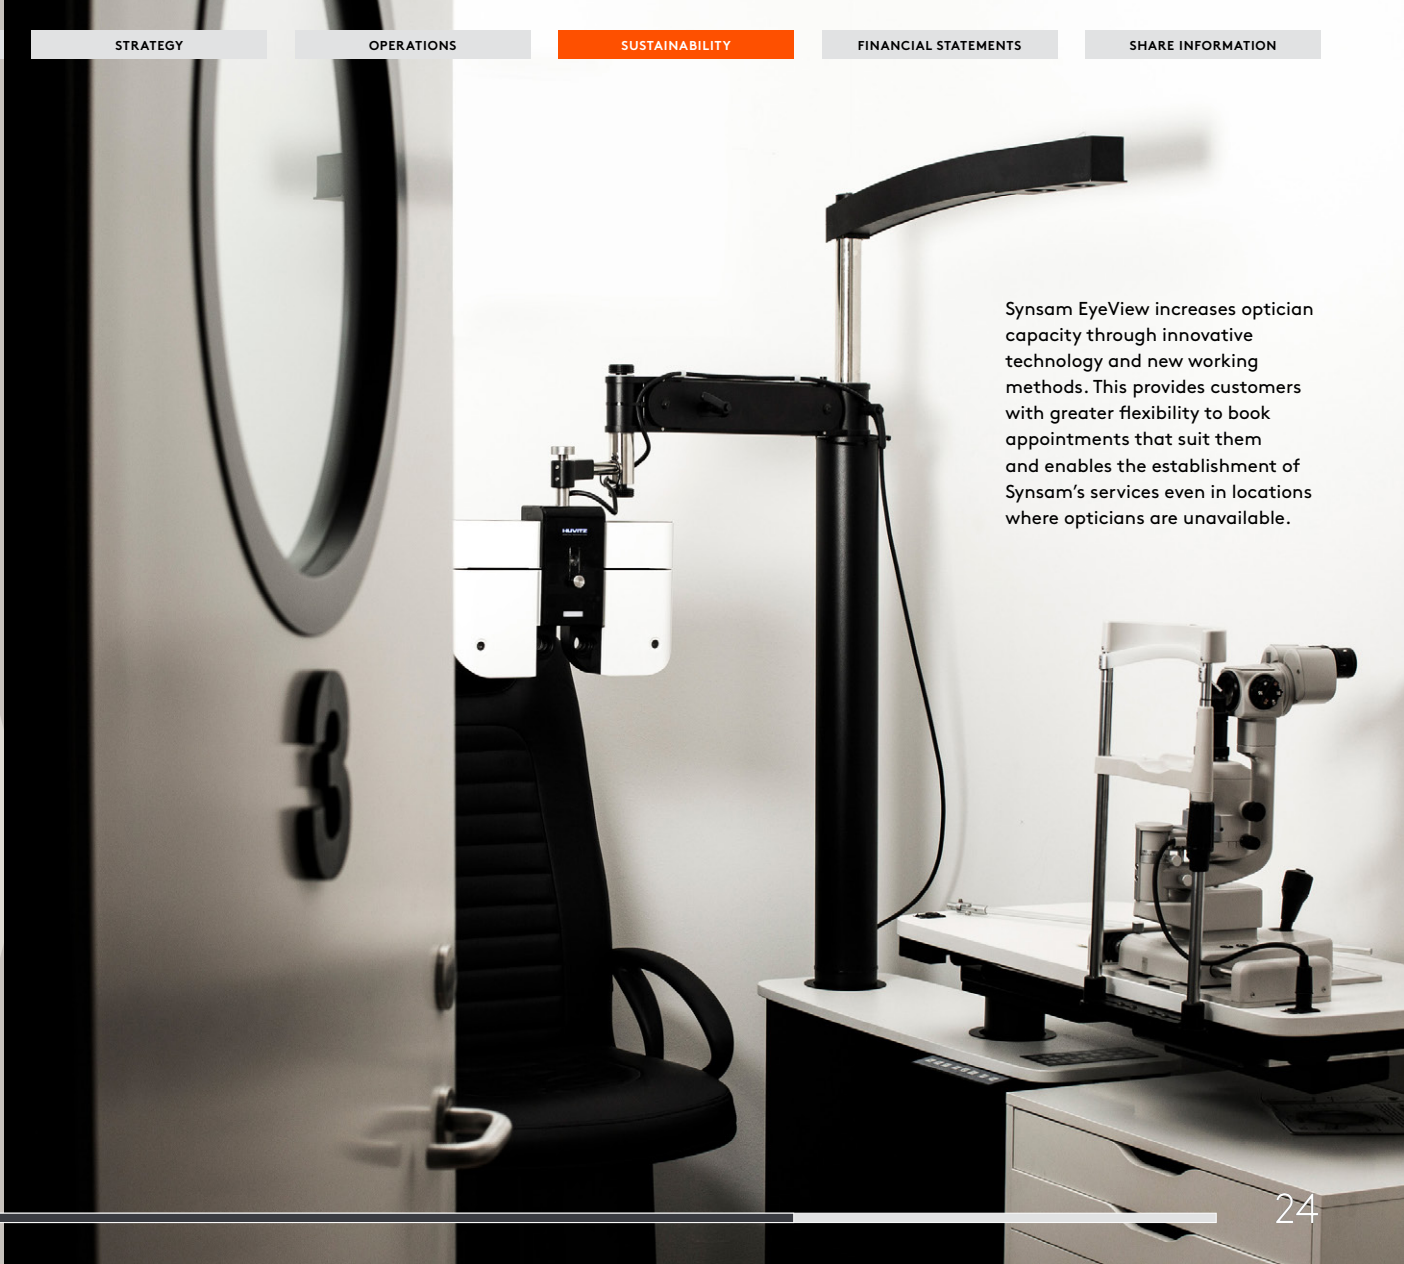 STRATEGY
OPERATIONS
SUSTAINABILITY
FINANCIAL STATEMENTS
SHARE INFORMATION
Synsam EyeView increases optician
capacity through innovative
technology and new working
methods. This provides customers
with greater flexibility to book
appointments that suit them
and enables the establishment of
Synsam’s services even in locations
where opticians are unavailable.
HUVITZ
3
24